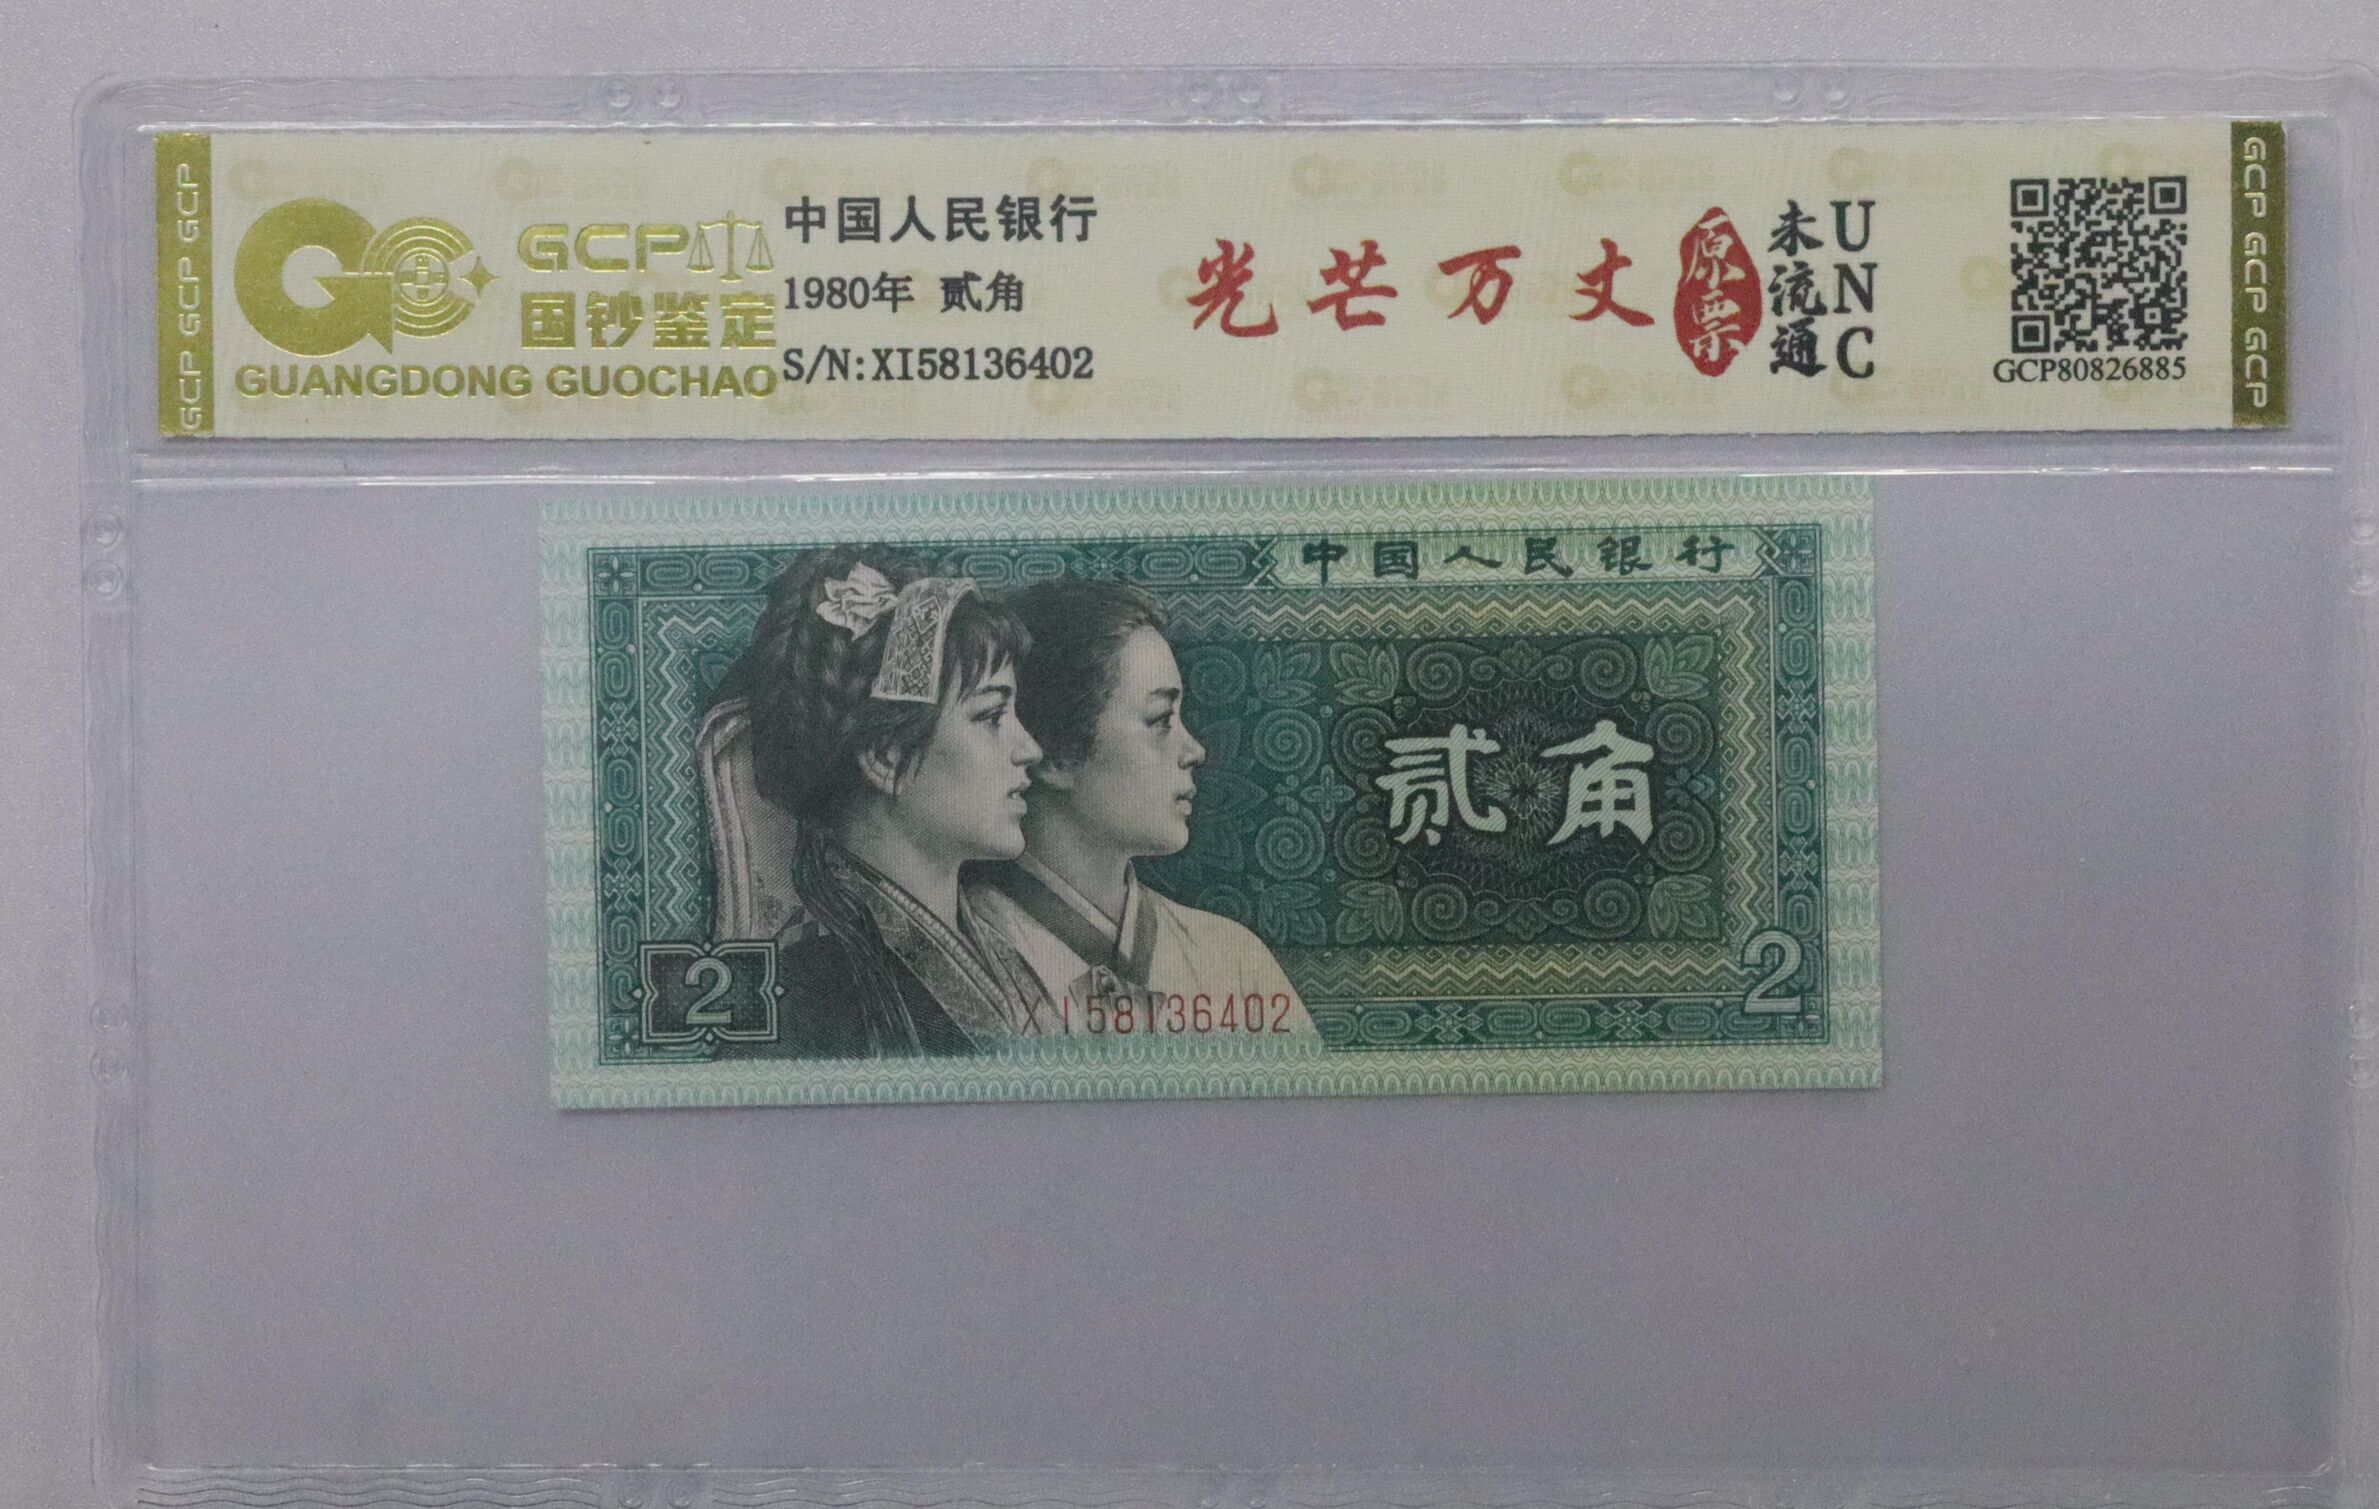 GCP GCP GCP
GCP
国钞鉴定
GUANGDONG GUOCHAO
中国人民银行
1980年 贰角
S/N:XI58136402
光芒万丈
原票
未流通
UNC
GCP80826885
GCP GCP GCP
中国人民银行
贰角
2
XI58136402
2